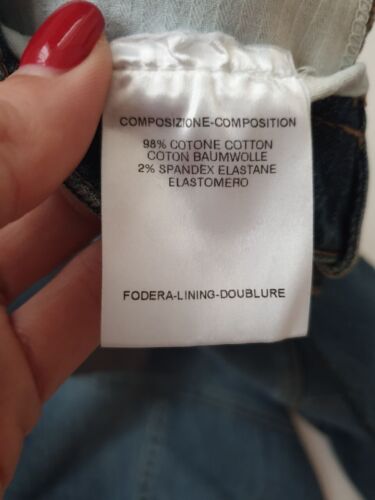 COMPOSIZIONE-COMPOSITION
98% COTONE COTTON
COTON BAUMWOLLE
2% SPANDEX ELASTANE
ELASTOMERO
FODERA-LINING-DOUBLURE